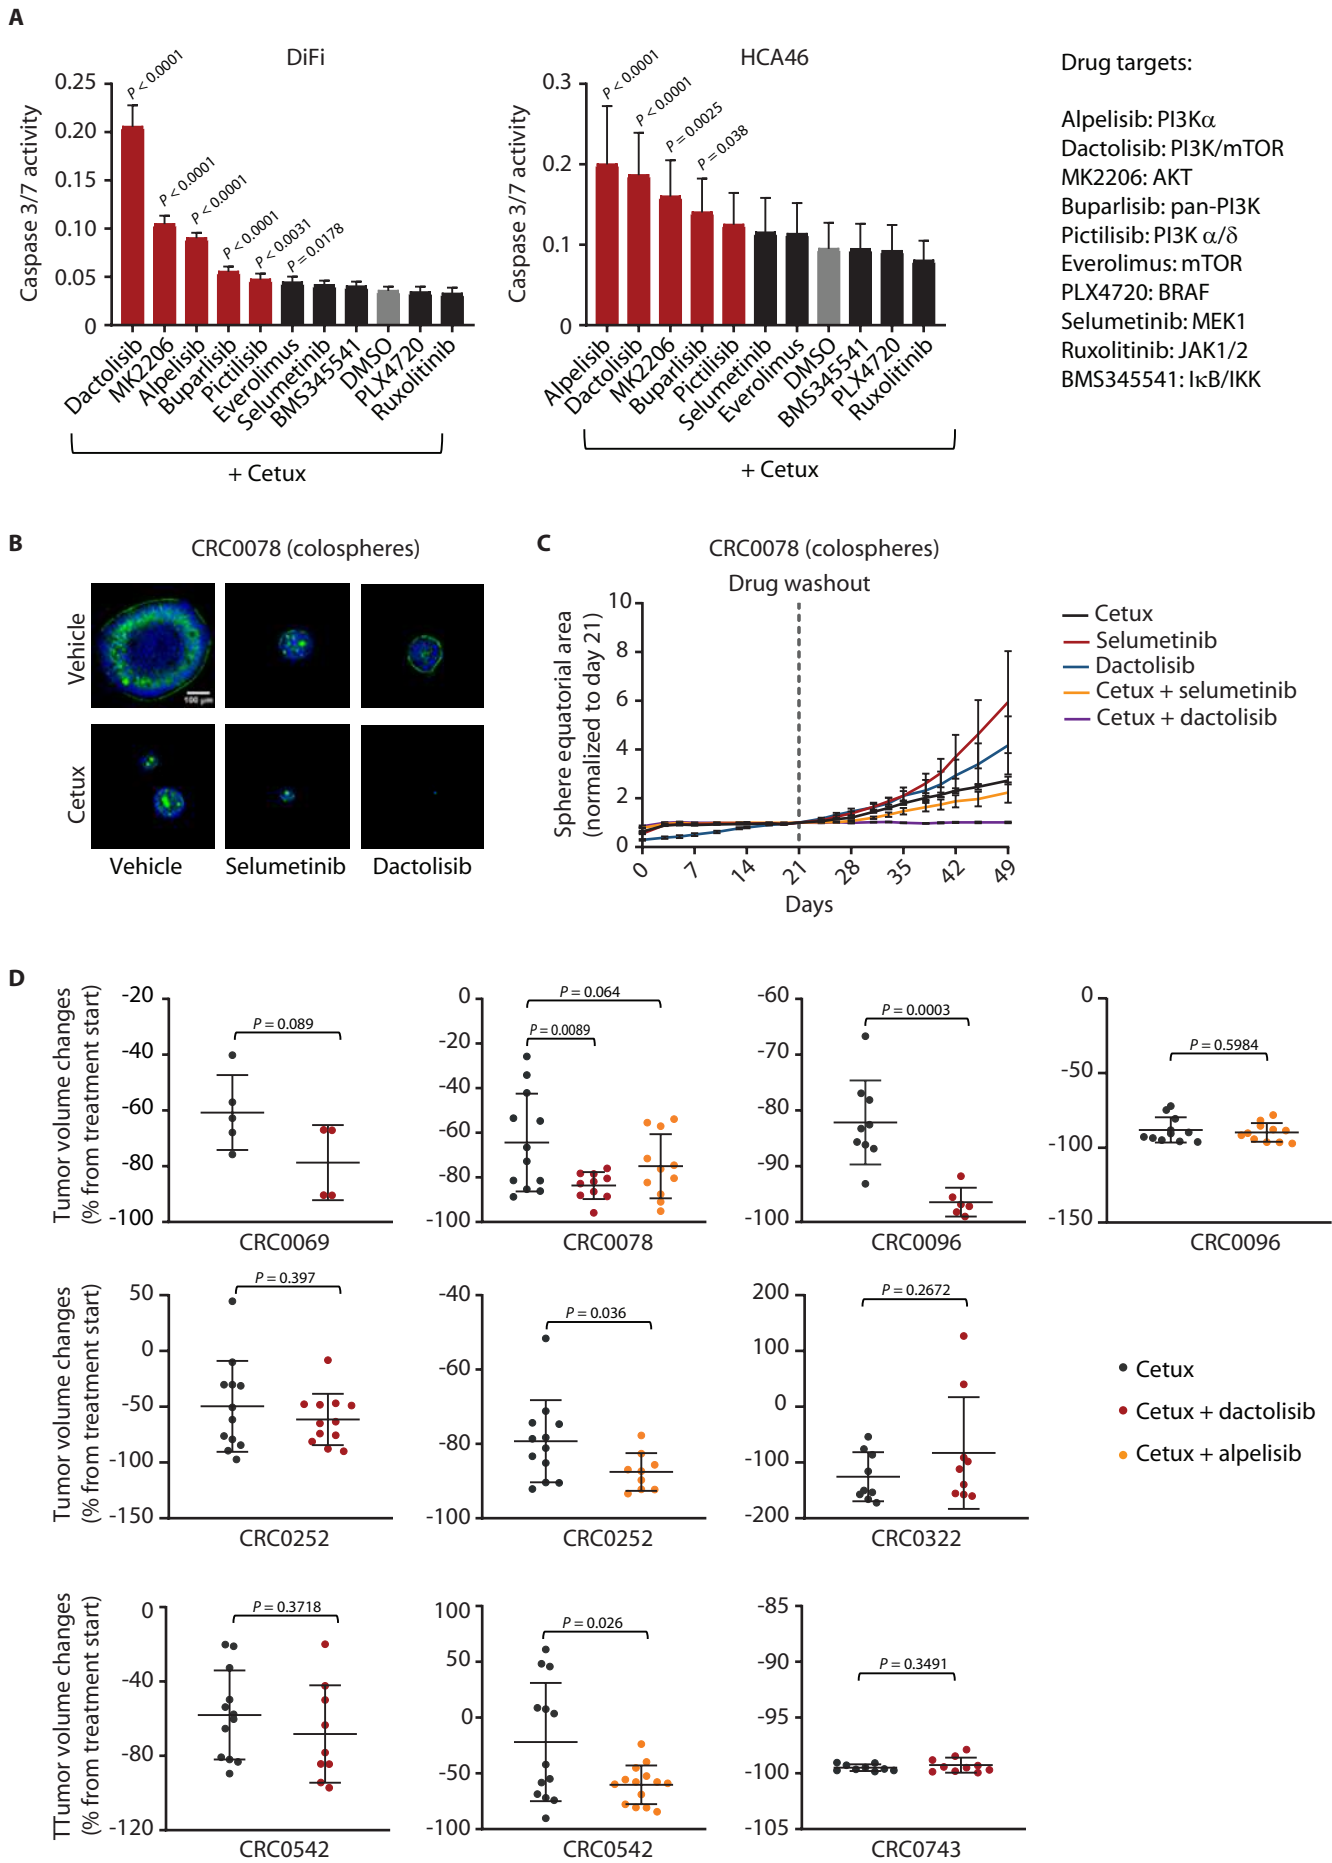 A
DiFi
Caspase 3/7 activity
0.25
0.20
0.15
0.10
0.05
0
P < 0.0001
P < 0.0001
P < 0.0001
P < 0.0001
P < 0.0031
P = 0.0178
Dactolisib
MK2206
Alpelisib
Buparlisib
Pictilisib
Everolimus
Selumetinib
BMS345541
DMSO
PLX4720
Ruxolitinib
+ Cetux
HCA46
Caspase 3/7 activity
0.3
0.2
0.1
0
P < 0.0001
P < 0.0001
P = 0.0025
P = 0.038
Alpelisib
Dactolisib
MK2206
Buparlisib
Pictilisib
Selumetinib
Everolimus
DMSO
BMS345541
PLX4720
Ruxolitinib
+ Cetux
Drug targets:
Alpelisib: PI3Kα
Dactolisib: PI3K/mTOR
MK2206: AKT
Buparlisib: pan-PI3K
Pictilisib: PI3K α/δ
Everolimus: mTOR
PLX4720: BRAF
Selumetinib: MEK1
Ruxolitinib: JAK1/2
BMS345541: IκB/IKK
B
CRC0078 (colospheres)
Vehicle
100 μm
Cetux
Vehicle
Selumetinib
Dactolisib
C
CRC0078 (colospheres)
Drug washout
Sphere equatorial area
(normalized to day 21)
10
8
6
4
2
0
0
7
14
21
28
35
42
49
Days
Cetux
Selumetinib
Dactolisib
Cetux + selumetinib
Cetux + dactolisib
D
Tumor volume changes
(% from treatment start)
-20
-40
-60
-80
-100
P = 0.089
CRC0069
0
-20
-40
-60
-80
-100
P = 0.064
P = 0.0089
CRC0078
-60
-70
-80
-90
-100
P = 0.0003
CRC0096
0
-50
-100
-150
P = 0.5984
CRC0096
Tumor volume changes
(% from treatment start)
50
0
-50
-100
-150
P = 0.397
CRC0252
-40
-60
-80
-100
P = 0.036
CRC0252
200
100
0
-100
-200
P = 0.2672
CRC0322
Cetux
Cetux + dactolisib
Cetux + alpelisib
TTumor volume changes
(% from treatment start)
0
-40
-80
-120
P = 0.3718
CRC0542
100
50
0
-50
-100
P = 0.026
CRC0542
-85
-90
-95
-100
-105
P = 0.3491
CRC0743